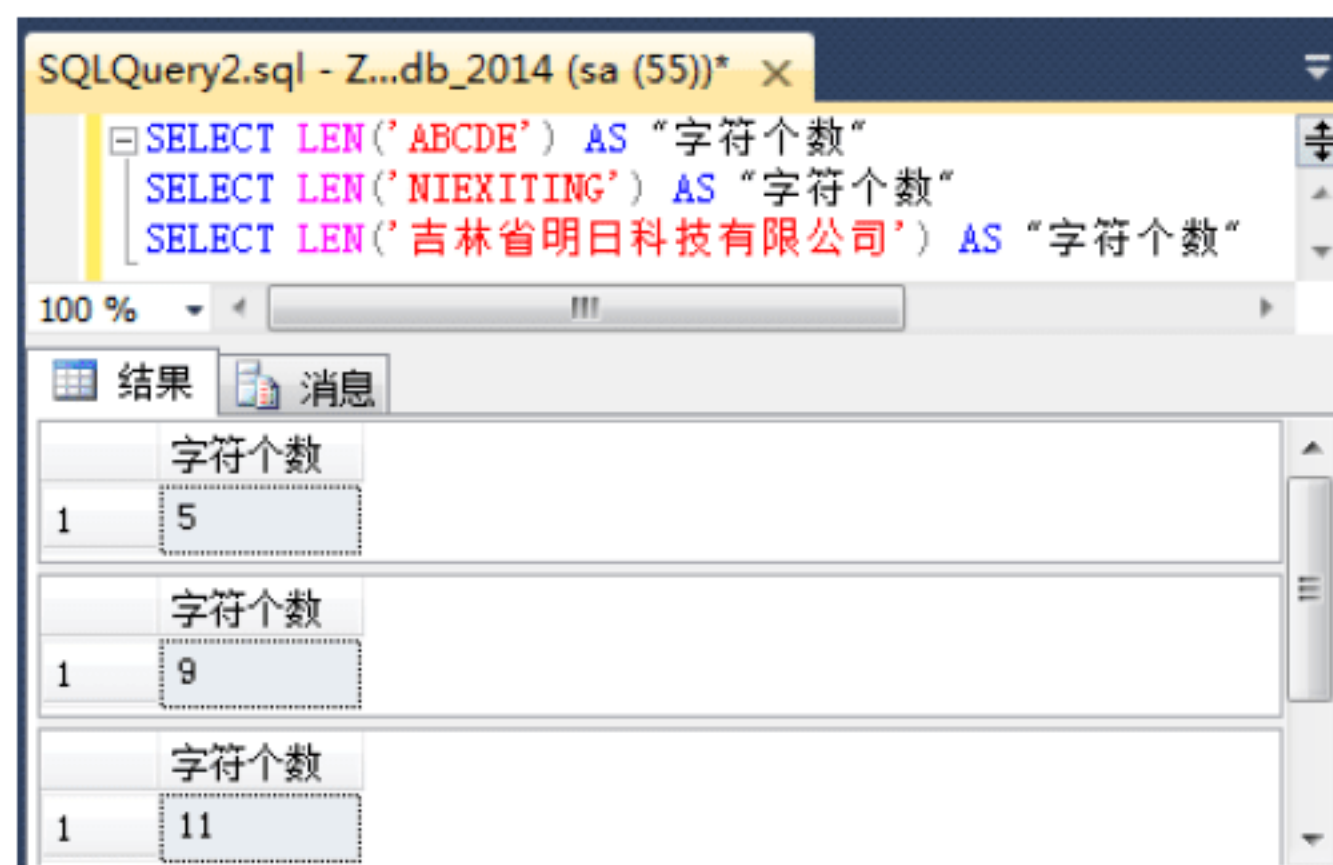 SQLQuery2.sql - Z...db_2014 (sa (55))*
SELECT LEN('ABCDE') AS "字符个数"
SELECT LEN('NIEXITING') AS "字符个数"
SELECT LEN('吉林省明日科技有限公司') AS "字符个数"
100 %
结果 消息
字符个数
1 5
字符个数
1 9
字符个数
1 11